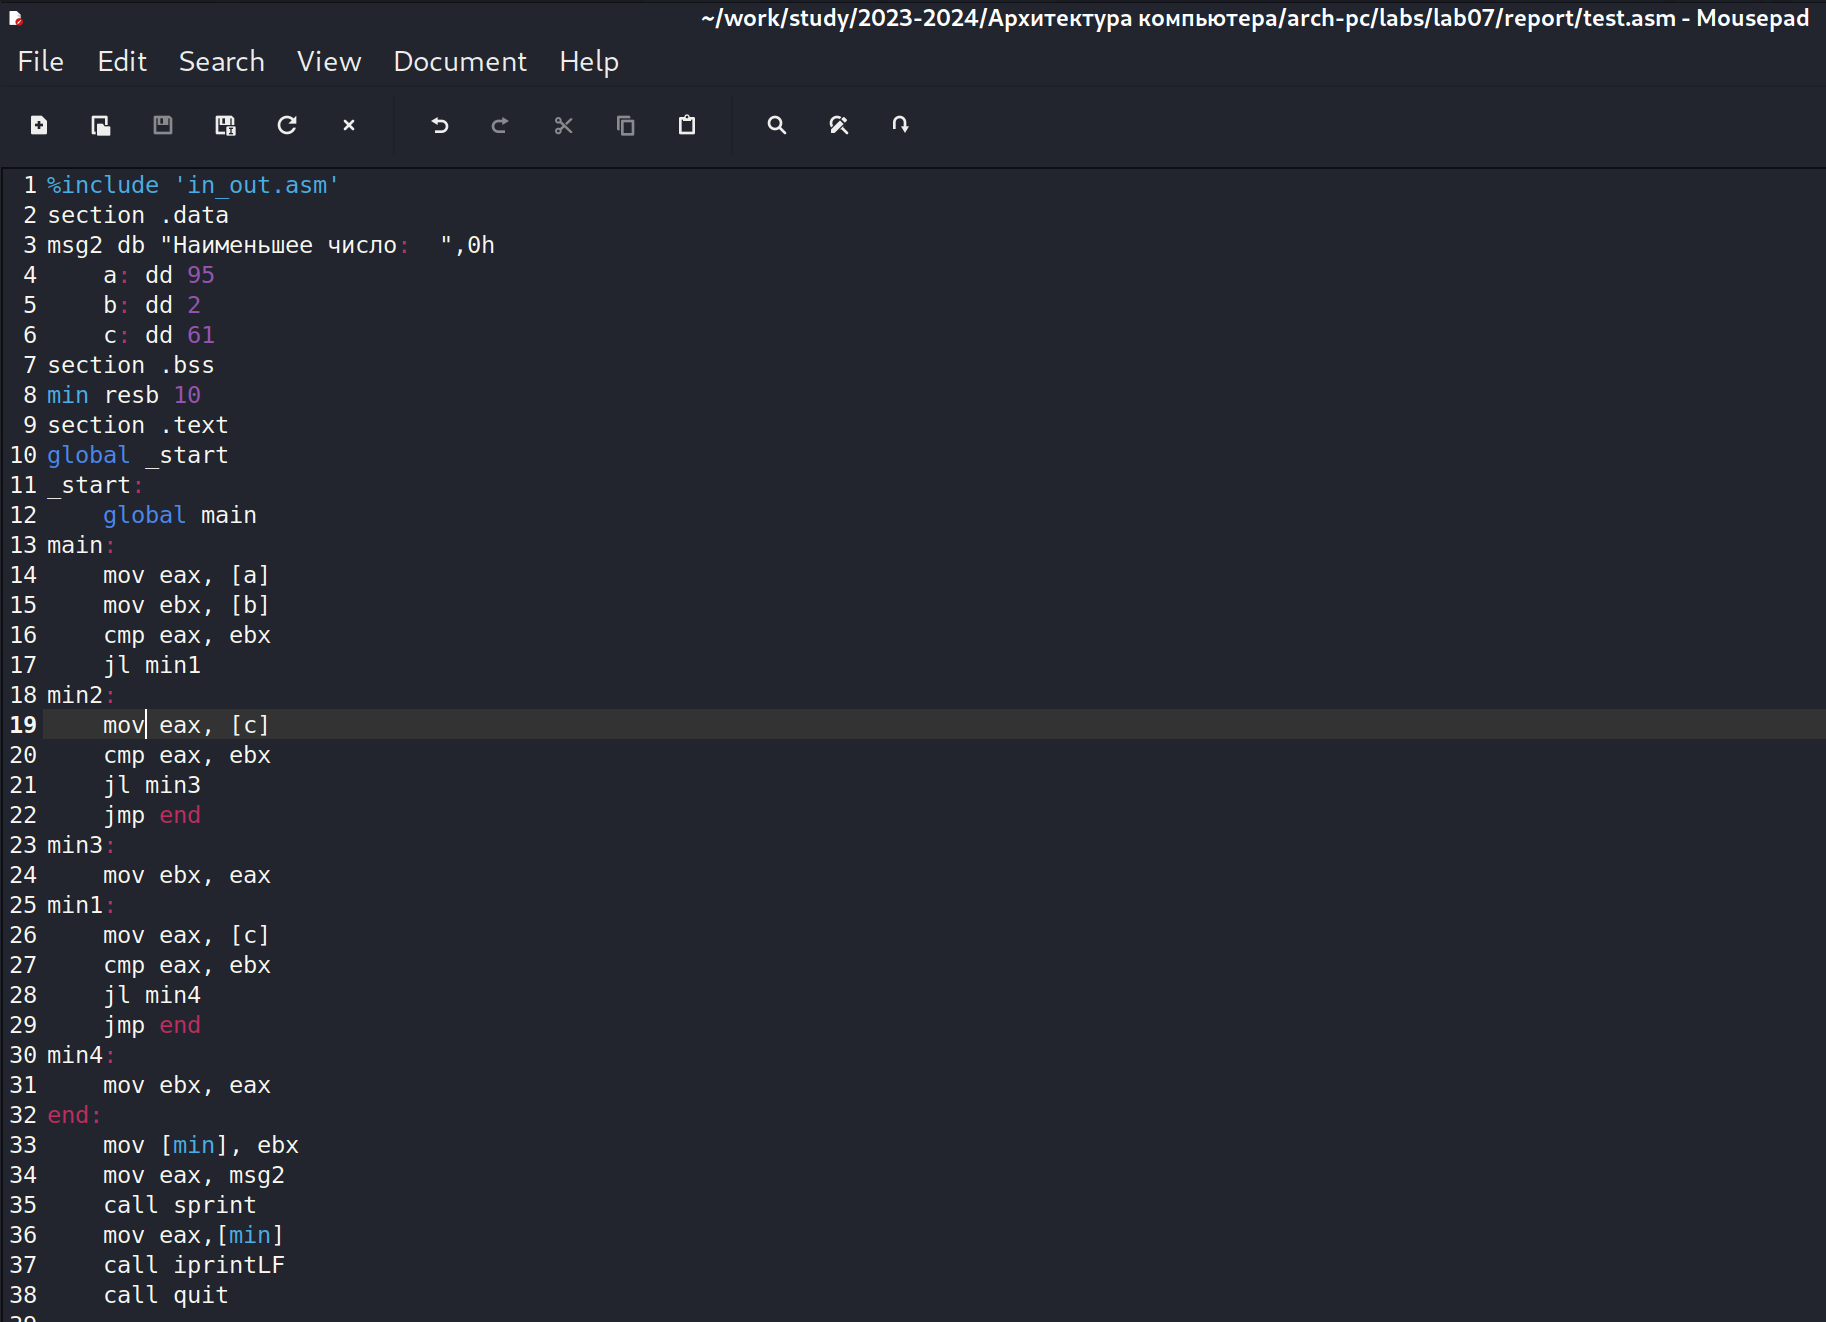 ~/work/study/2023-2024/Архитектура компьютера/arch-pc/labs/lab07/report/test.asm - Mousepad
File Edit Search View Document Help
1 %include 'in_out.asm'
2 section .data
3 msg2 db "Наименьшее число:  ",0h
4     a: dd 95
5     b: dd 2
6     c: dd 61
7 section .bss
8 min resb 10
9 section .text
10 global _start
11 _start:
12     global main
13 main:
14     mov eax, [a]
15     mov ebx, [b]
16     cmp eax, ebx
17     jl min1
18 min2:
19     mov eax, [c]
20     cmp eax, ebx
21     jl min3
22     jmp end
23 min3:
24     mov ebx, eax
25 min1:
26     mov eax, [c]
27     cmp eax, ebx
28     jl min4
29     jmp end
30 min4:
31     mov ebx, eax
32 end:
33     mov [min], ebx
34     mov eax, msg2
35     call sprint
36     mov eax,[min]
37     call iprintLF
38     call quit